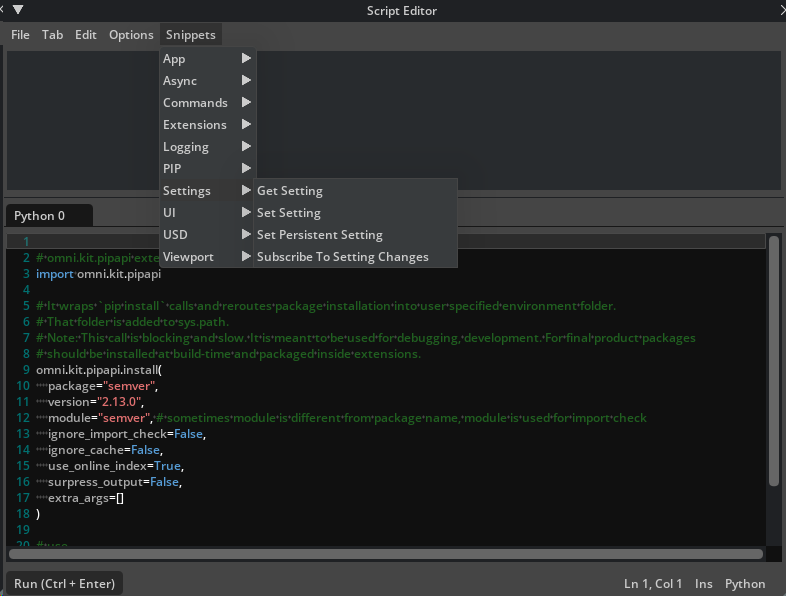 Script Editor
File Tab Edit Options Snippets
App
Async
Commands
Extensions
Logging
PIP
Settings
UI
USD
Viewport
Get Setting
Set Setting
Set Persistent Setting
Subscribe To Setting Changes
Python 0
1
2 # omni.kit.pipapi
3 import omni.kit.pipapi
4
5 # It wraps `pip install` calls and reroutes package installation into user specified environment folder.
6 # That folder is added to sys.path.
7 # Note: This call is blocking and slow. It is meant to be used for debugging, development. For final product packages
8 # should be installed at build-time and packaged inside extensions.
9 omni.kit.pipapi.install(
10 package="semver",
11 version="2.13.0",
12 module="semver", # sometimes module is different from package name, module is used for import check
13 ignore_import_check=False,
14 ignore_cache=False,
15 use_online_index=True,
16 surpress_output=False,
17 extra_args=[]
18 )
19
20 # use
Run (Ctrl + Enter)
Ln 1, Col 1 Ins Python